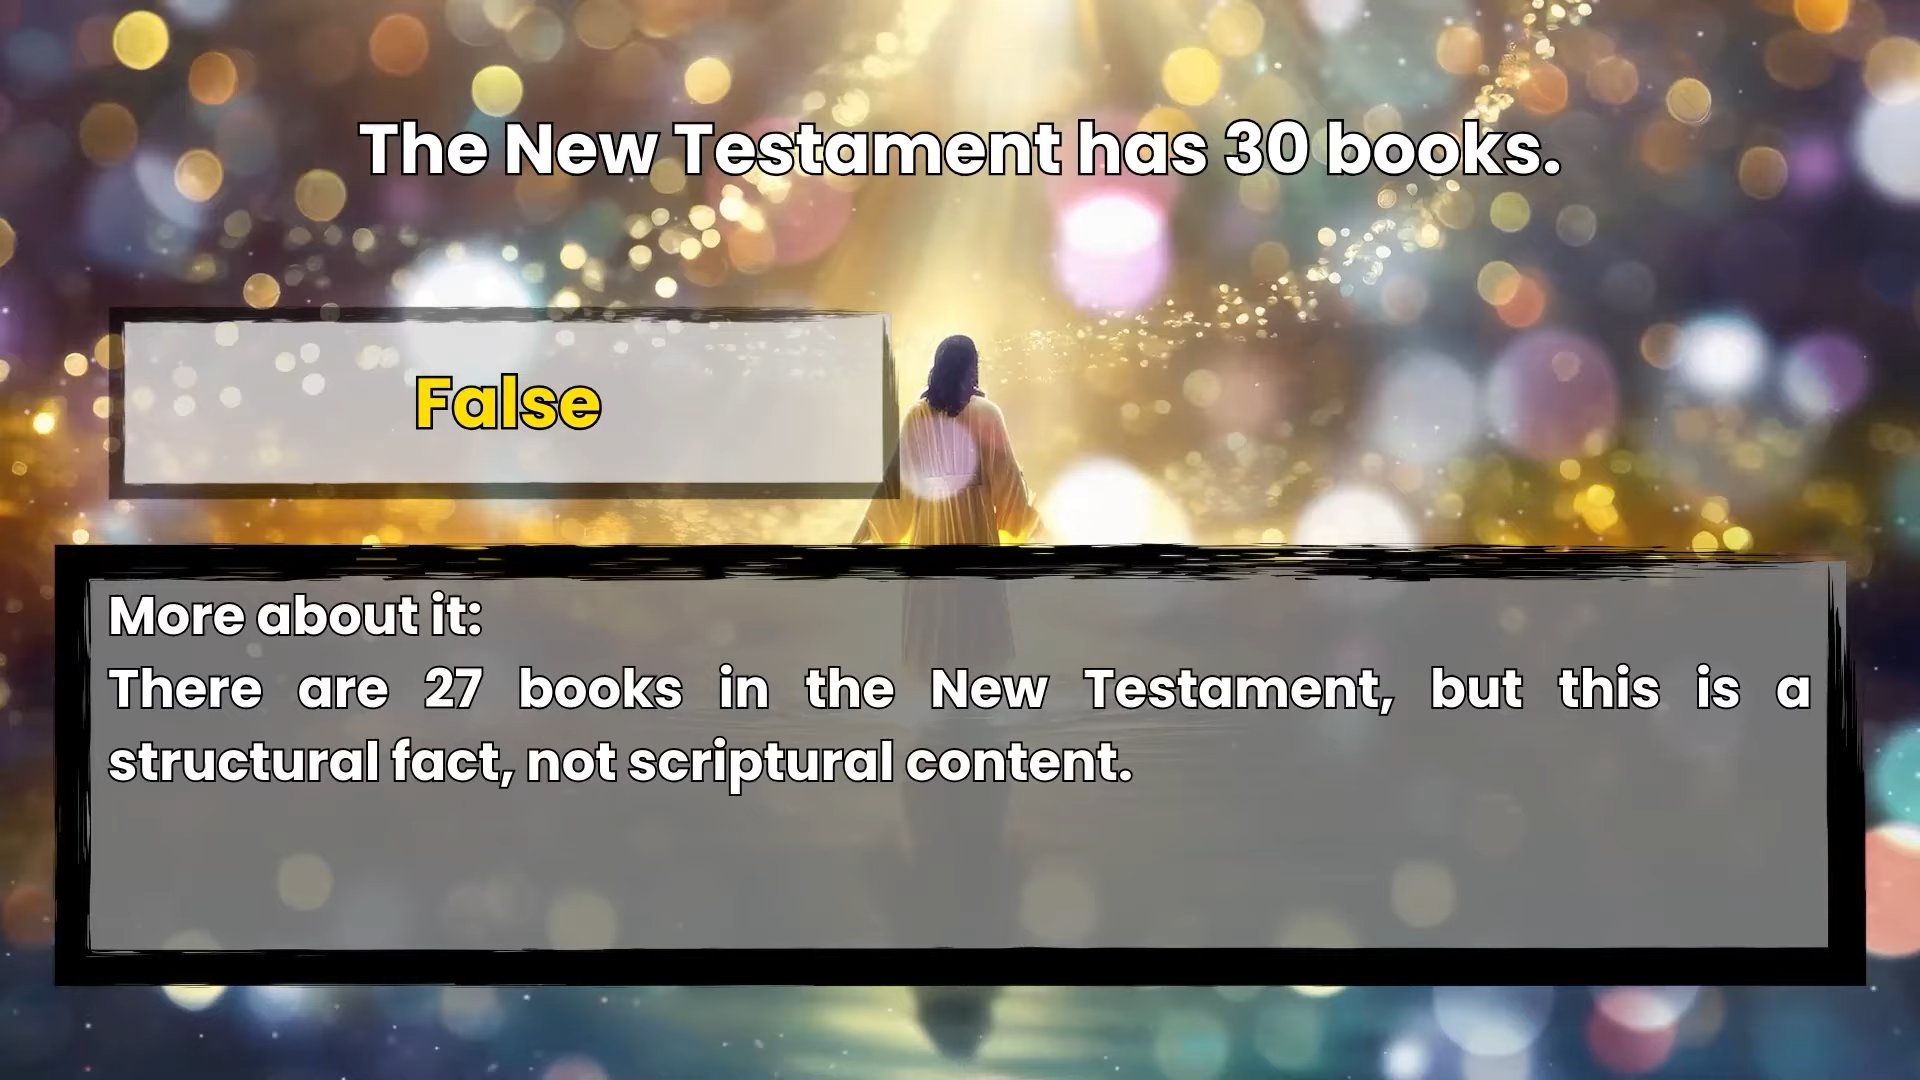 The New Testament has 30 books.
False
More about it:
There are 27 books in the New Testament, but this is a
structural fact, not scriptural content.